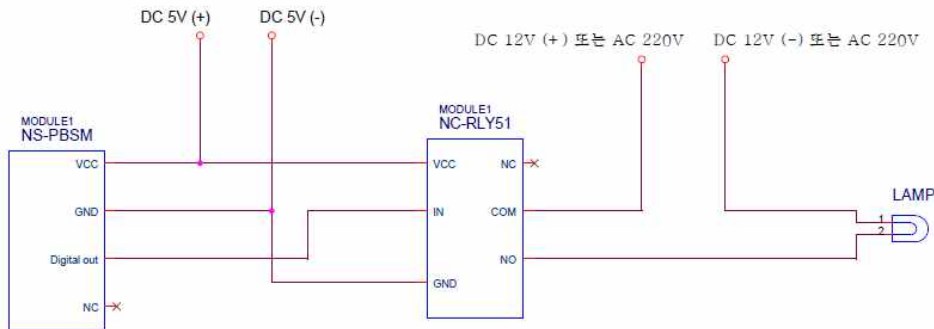 DC 5V (+)
DC 5V (-)
DC 12V (+) 또는 AC 220V
DC 12V (-) 또는 AC 220V
MODULE1
NS-PBSM
VCC
GND
Digital out
NC
MODULE1
NC-RLY51
VCC
IN
GND
NC
COM
NO
LAMP
1
2